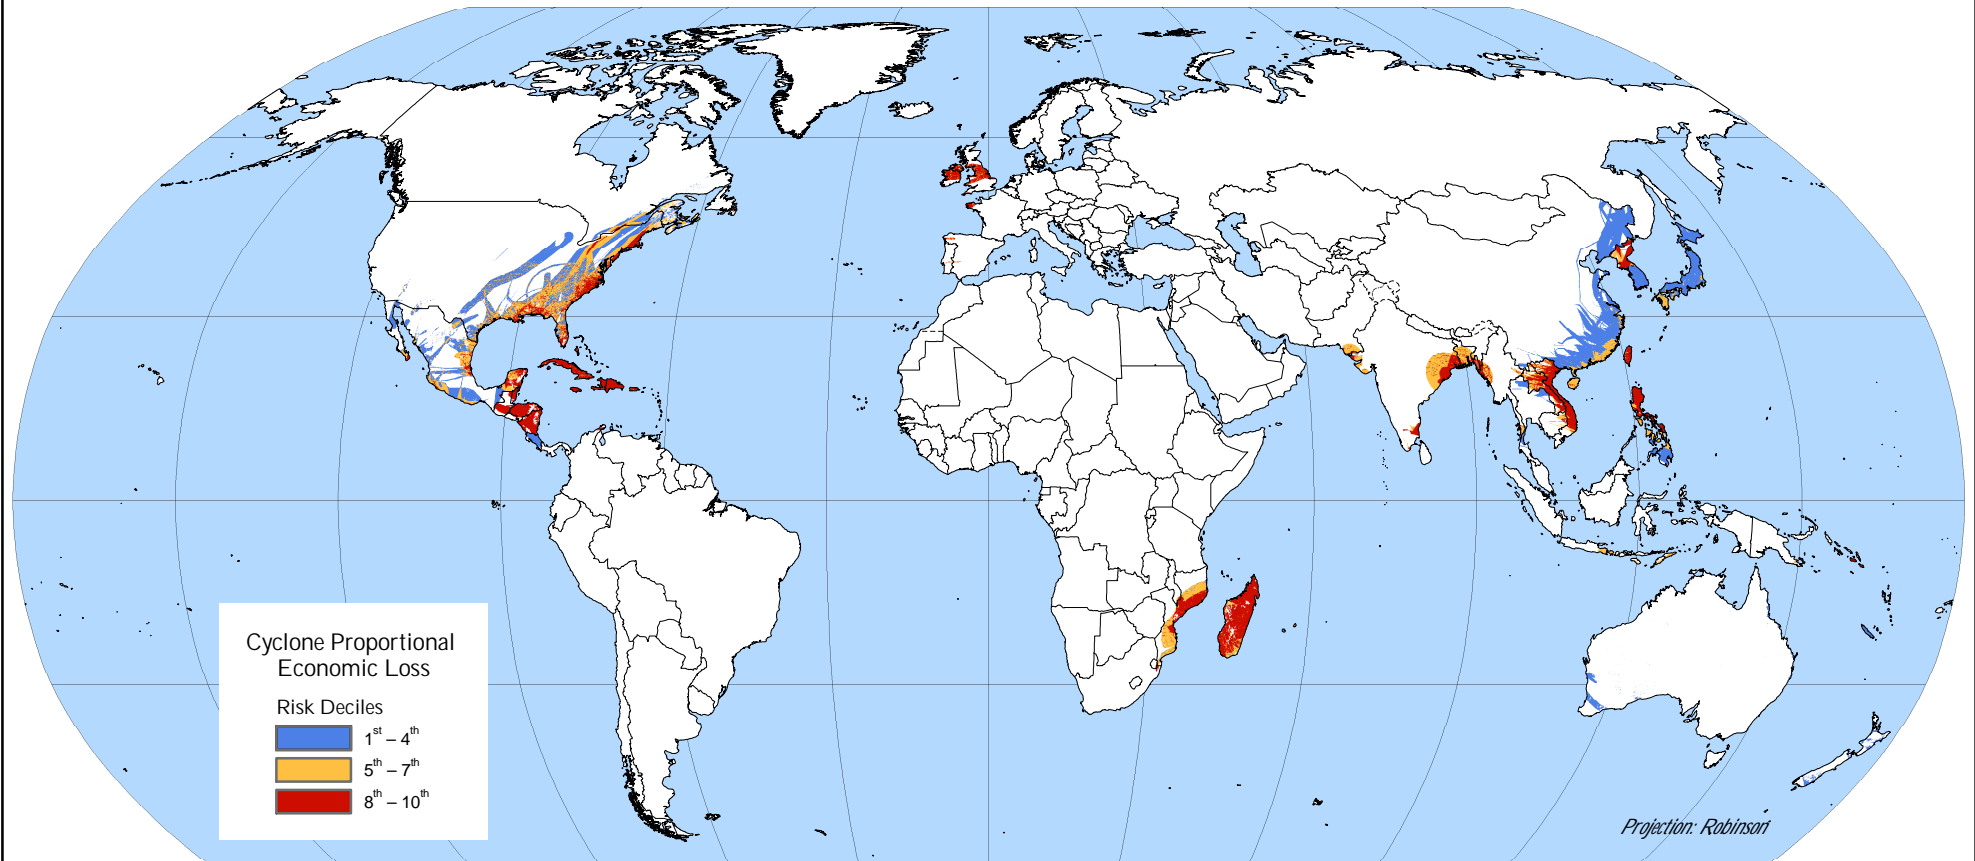 Cyclone Proportional
Economic Loss
Risk Deciles
1st – 4th
5th – 7th
8th – 10th
Projection: Robinson